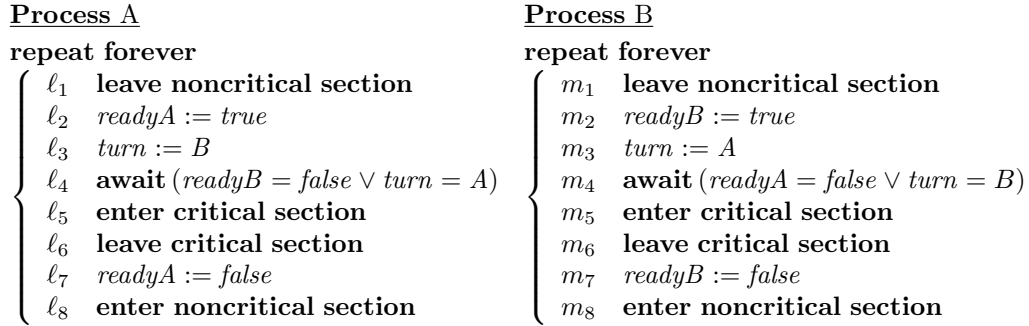 Process A
repeat forever
ℓ1 leave noncritical section
ℓ2 readyA := true
ℓ3 turn := B
ℓ4 await (readyB = false ∨ turn = A)
ℓ5 enter critical section
ℓ6 leave critical section
ℓ7 readyA := false
ℓ8 enter noncritical section
Process B
repeat forever
m1 leave noncritical section
m2 readyB := true
m3 turn := A
m4 await (readyA = false ∨ turn = B)
m5 enter critical section
m6 leave critical section
m7 readyB := false
m8 enter noncritical section